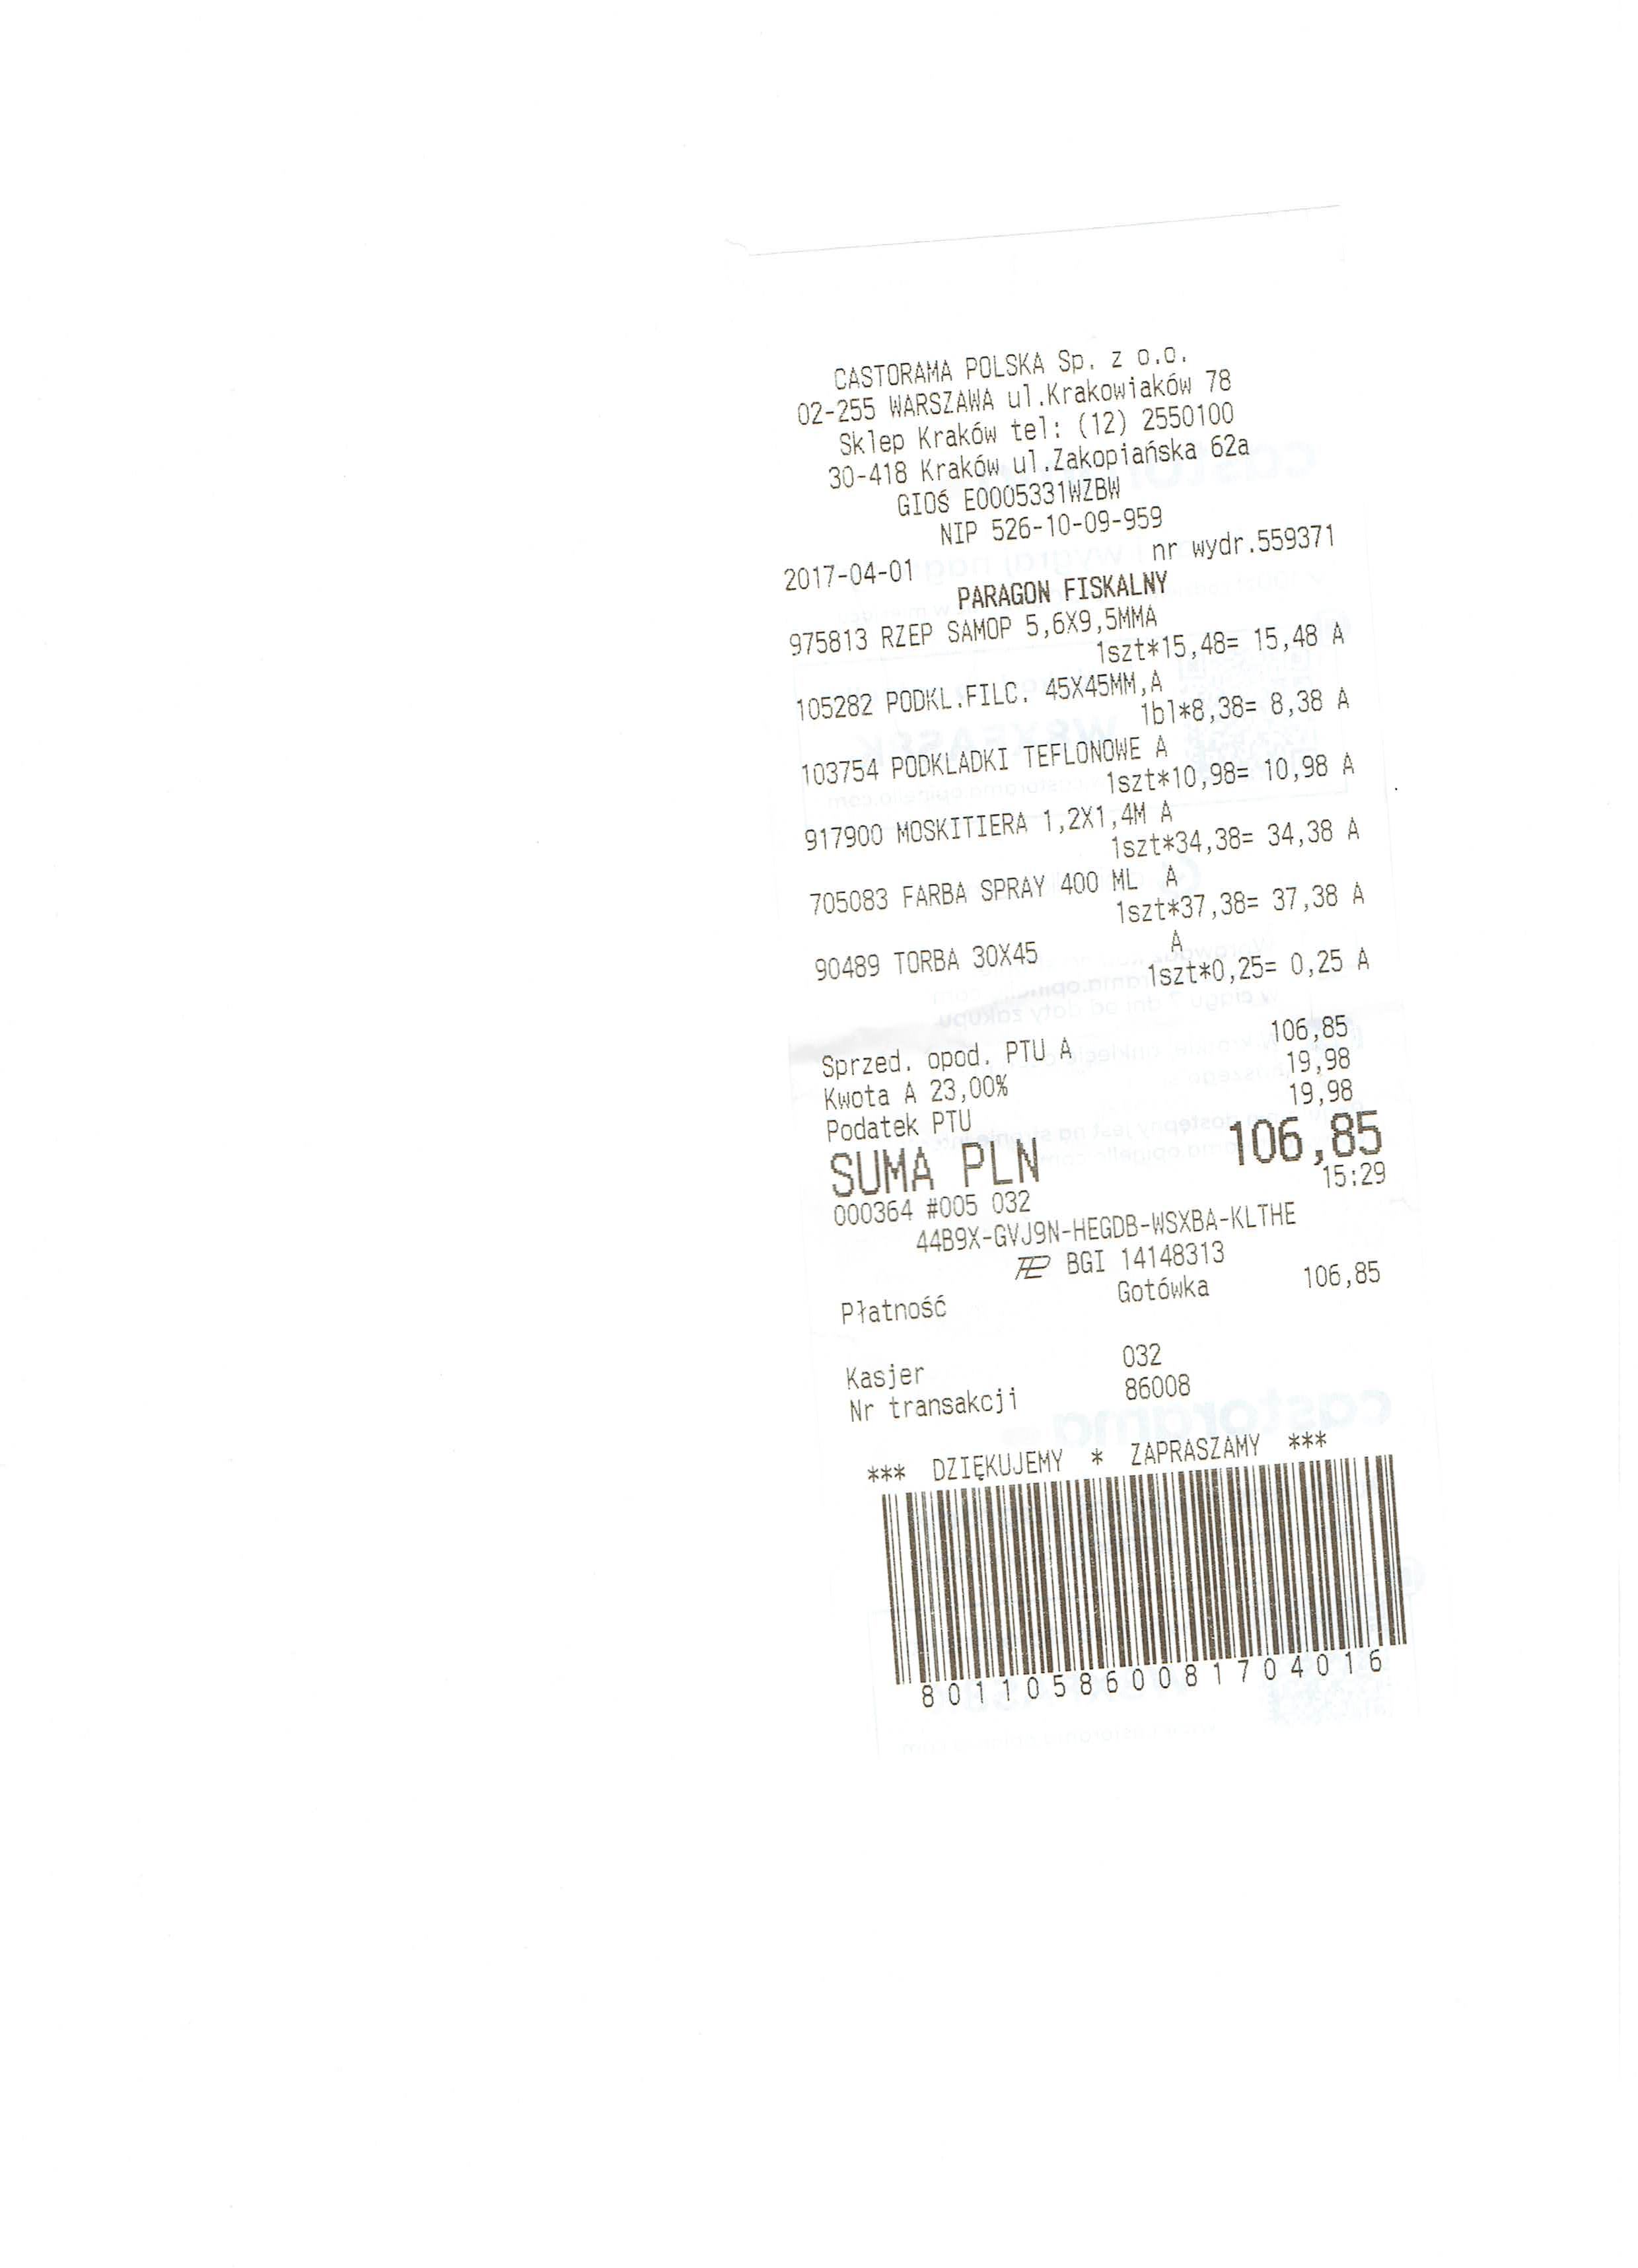 CASTORAMA POLSKA Sp. z o.o.
02-255 WARSZAWA ul.Krakowiaków 78
Sklep Kraków tel: (12) 2550100
30-418 Kraków ul.Zakopiańska 62a
GIOŚ E0005331WZBW
NIP 526-10-09-959
2017-04-01 nr wydr.559371
PARAGON FISKALNY
975813 RZEP SAMOP 5,6X9,5MMA
1szt*15,48= 15,48 A
105282 PODKL.FILC. 45X45MM,A
1bl*8,38= 8,38 A
103754 PODKLADKI TEFLONOWE A
1szt*10,98= 10,98 A
917900 MOSKITIERA 1,2X1,4M A
1szt*34,38= 34,38 A
705083 FARBA SPRAY 400 ML A
1szt*37,38= 37,38 A
90489 TORBA 30X45 A
1szt*0,25= 0,25 A
Sprzed. opod. PTU A 106,85
Kwota A 23,00% 19,98
Podatek PTU 19,98
SUMA PLN 106,85
000364 #005 032 15:29
44B9X-GVJ9N-HEGDB-WSXBA-KLTHE
BGI 14148313
Płatność Gotówka 106,85
Kasjer 032
Nr transakcji 86008
*** DZIĘKUJEMY * ZAPRASZAMY ***
801105860081704016